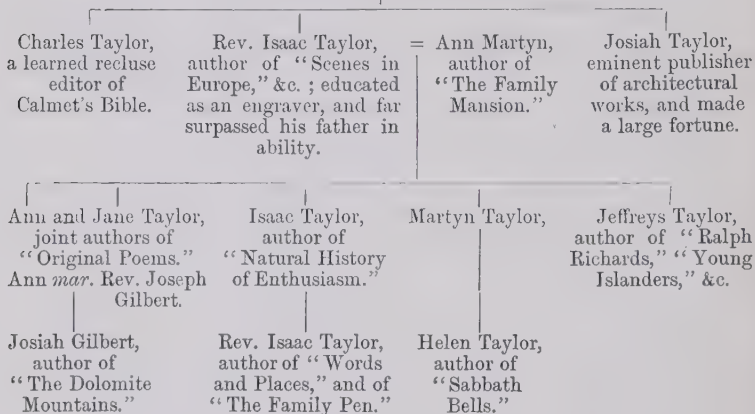 Charles Taylor,
a learned recluse
editor of
Calmet's Bible.
Rev. Isaac Taylor,
author of "Scenes in
Europe," &c. ; educated
as an engraver, and far
surpassed his father in
ability.
= Ann Martyn,
author of
"The Family
Mansion."
Josiah Taylor,
eminent publisher
of architectural
works, and made
a large fortune.
Ann and Jane Taylor,
joint authors of
"Original Poems."
Ann mar. Rev. Joseph
Gilbert.
Isaac Taylor,
author of
"Natural History
of Enthusiasm."
Martyn Taylor,
Jeffreys Taylor,
author of "Ralph
Richards," "Young
Islanders," &c.
Josiah Gilbert,
author of
"The Dolomite
Mountains."
Rev. Isaac Taylor,
author of "Words
and Places," and of
"The Family Pen."
Helen Taylor,
author of
"Sabbath
Bells."